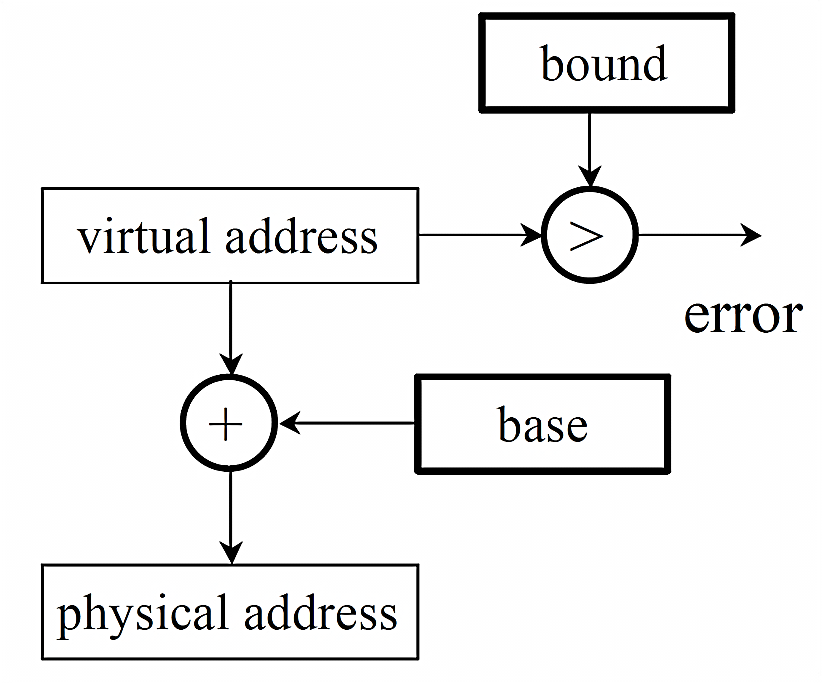 bound
virtual address
>
error
+
base
physical address